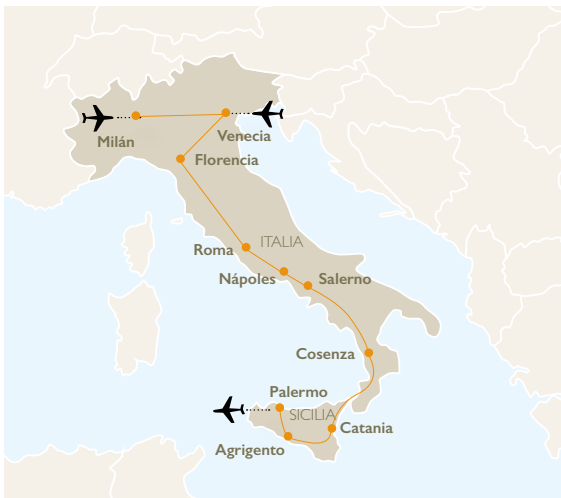 Milán
Venecia
Florencia
Roma
ITALIA
Nápoles
Salerno
Cosenza
Palermo
SICILIA
Catania
Agrigento